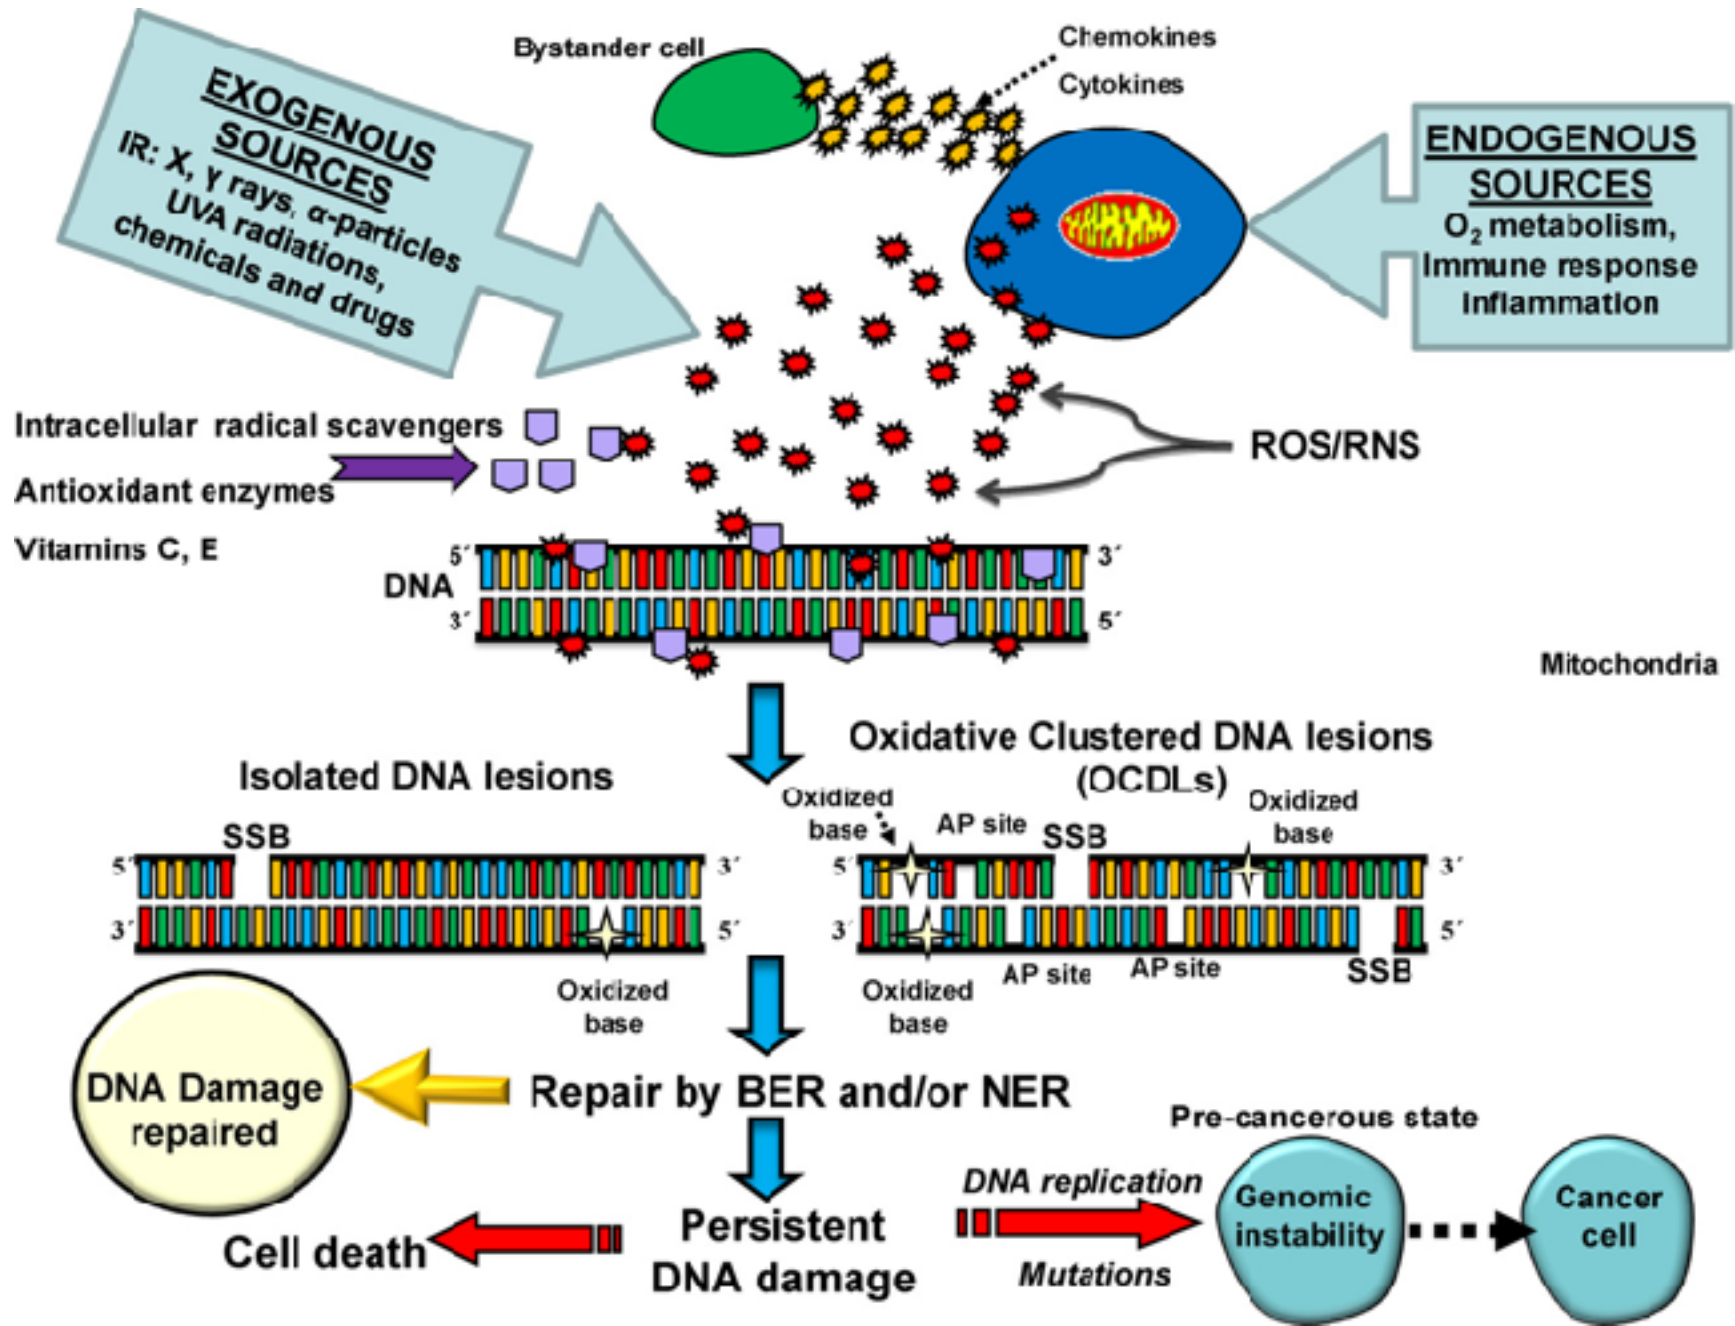 Bystander cell
Chemokines
Cytokines
EXOGENOUS
SOURCES
IR: X, γ rays, α-particles
UVA radiations,
chemicals and drugs
ENDOGENOUS
SOURCES
O₂ metabolism,
Immune response
inflammation
Intracellular radical scavengers
Antioxidant enzymes
Vitamins C, E
ROS/RNS
5´
3´
DNA
3´
5´
Mitochondria
Isolated DNA lesions
Oxidative Clustered DNA lesions
(OCDLs)
SSB
5´
3´
3´
5´
Oxidized
base
Oxidized
base
AP site
SSB
Oxidized
base
5´
3´
3´
5´
Oxidized
base
AP site
AP site
SSB
DNA Damage
repaired
Repair by BER and/or NER
Pre-cancerous state
Cell death
Persistent
DNA damage
DNA replication
Mutations
Genomic
instability
Cancer
cell